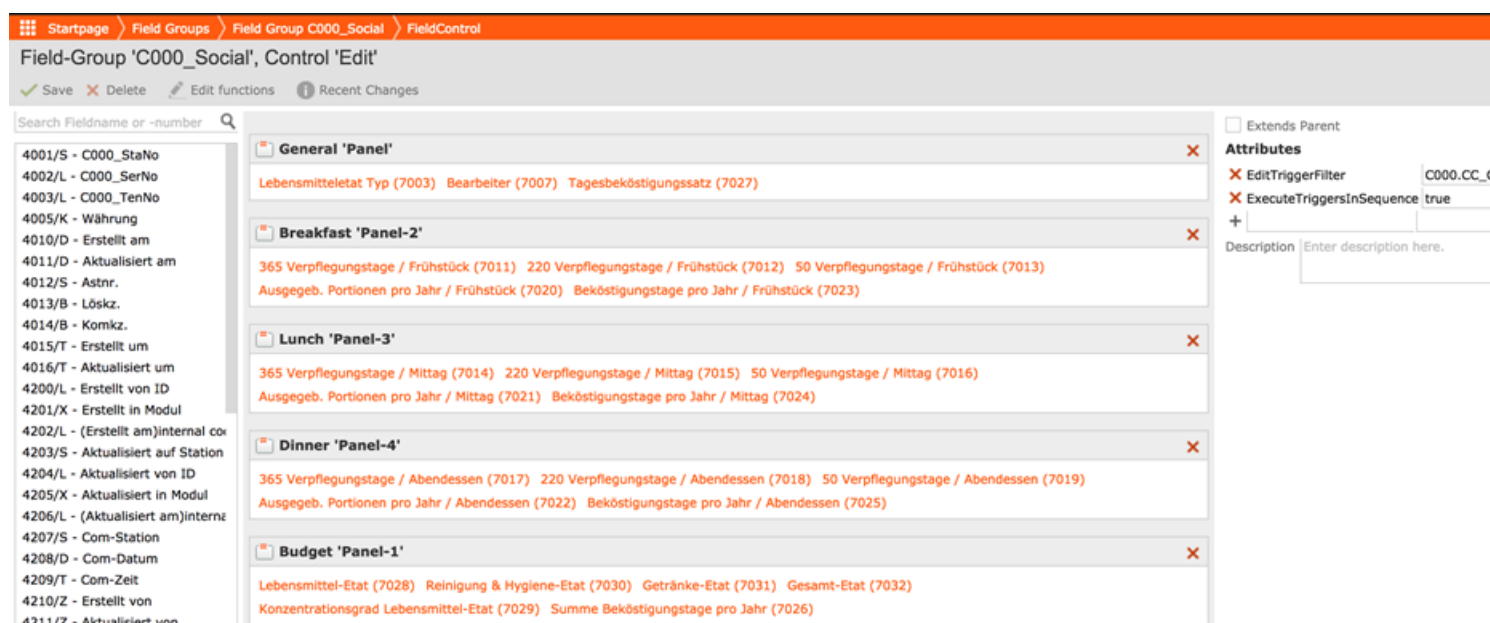 Startpage Field Groups Field Group C000_Social FieldControl
Field-Group 'C000_Social', Control 'Edit'
Save Delete Edit functions Recent Changes
Search Fieldname or -number
4001/S - C000_StaNo
4002/L - C000_SerNo
4003/L - C000_TenNo
4005/K - Währung
4010/D - Erstellt am
4011/D - Aktualisiert am
4012/S - Astnr.
4013/B - Löskz.
4014/B - Komkz.
4015/T - Erstellt um
4016/T - Aktualisiert um
4200/L - Erstellt von ID
4201/X - Erstellt in Modul
4202/L - (Erstellt am)internal
4203/S - Aktualisiert auf Station
4204/L - Aktualisiert von ID
4205/X - Aktualisiert in Modul
4206/L - (Aktualisiert am)interna
4207/S - Com-Station
4208/D - Com-Datum
4209/T - Com-Zeit
4210/Z - Erstellt von
4211/Z - Aktualisiert von
General 'Panel'
Lebensmitteletat Typ (7003) Bearbeiter (7007) Tagesbeköstigungssatz (7027)
Breakfast 'Panel-2'
365 Verpflegungstage / Frühstück (7011) 220 Verpflegungstage / Frühstück (7012) 50 Verpflegungstage / Frühstück (7013)
Ausgegeb. Portionen pro Jahr / Frühstück (7020) Beköstigungstage pro Jahr / Frühstück (7023)
Lunch 'Panel-3'
365 Verpflegungstage / Mittag (7014) 220 Verpflegungstage / Mittag (7015) 50 Verpflegungstage / Mittag (7016)
Ausgegeb. Portionen pro Jahr / Mittag (7021) Beköstigungstage pro Jahr / Mittag (7024)
Dinner 'Panel-4'
365 Verpflegungstage / Abendessen (7017) 220 Verpflegungstage / Abendessen (7018) 50 Verpflegungstage / Abendessen (7019)
Ausgegeb. Portionen pro Jahr / Abendessen (7022) Beköstigungstage pro Jahr / Abendessen (7025)
Budget 'Panel-1'
Lebensmittel-Etat (7028) Reinigung & Hygiene-Etat (7030) Getränke-Etat (7031) Gesamt-Etat (7032)
Konzentrationsgrad Lebensmittel-Etat (7029) Summe Beköstigungstage pro Jahr (7026)
Extends Parent
Attributes
EditTriggerFilter
ExecuteTriggersInSequence true
Description Enter description here.